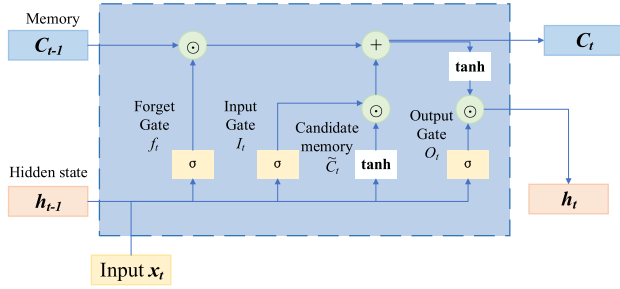 Memory
C_{t-1}
⊙
+
C_t
tanh
Forget
Gate
f_t
Input
Gate
I_t
Candidate
memory
C̃_t
⊙
Output
Gate
O_t
⊙
σ
σ
tanh
σ
Hidden state
h_{t-1}
h_t
Input x_t